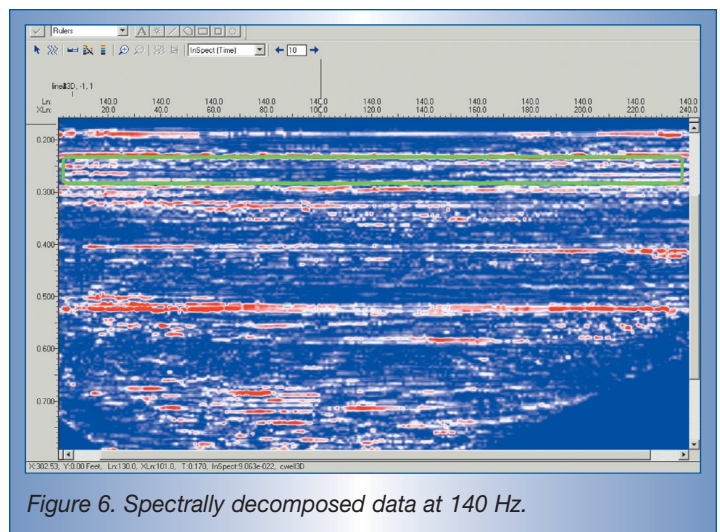 Rulers
A
InSpect (Time)
10
line#3D, -1, 1
Ln: 140.0 140.0 140.0 140.0 140.0 140.0 140.0 140.0 140.0 140.0 140.0 140.0
XLn: 20.0 40.0 60.0 80.0 100.0 120.0 140.0 160.0 180.0 200.0 220.0 240.0
0.200
0.300
0.400
0.500
0.600
0.700
X:302.53, Y:0.00 Feet, Ln:130.0, XLn:101.0, T:0.170, InSpect:9.063e-022, cwell3D
Figure 6. Spectrally decomposed data at 140 Hz.